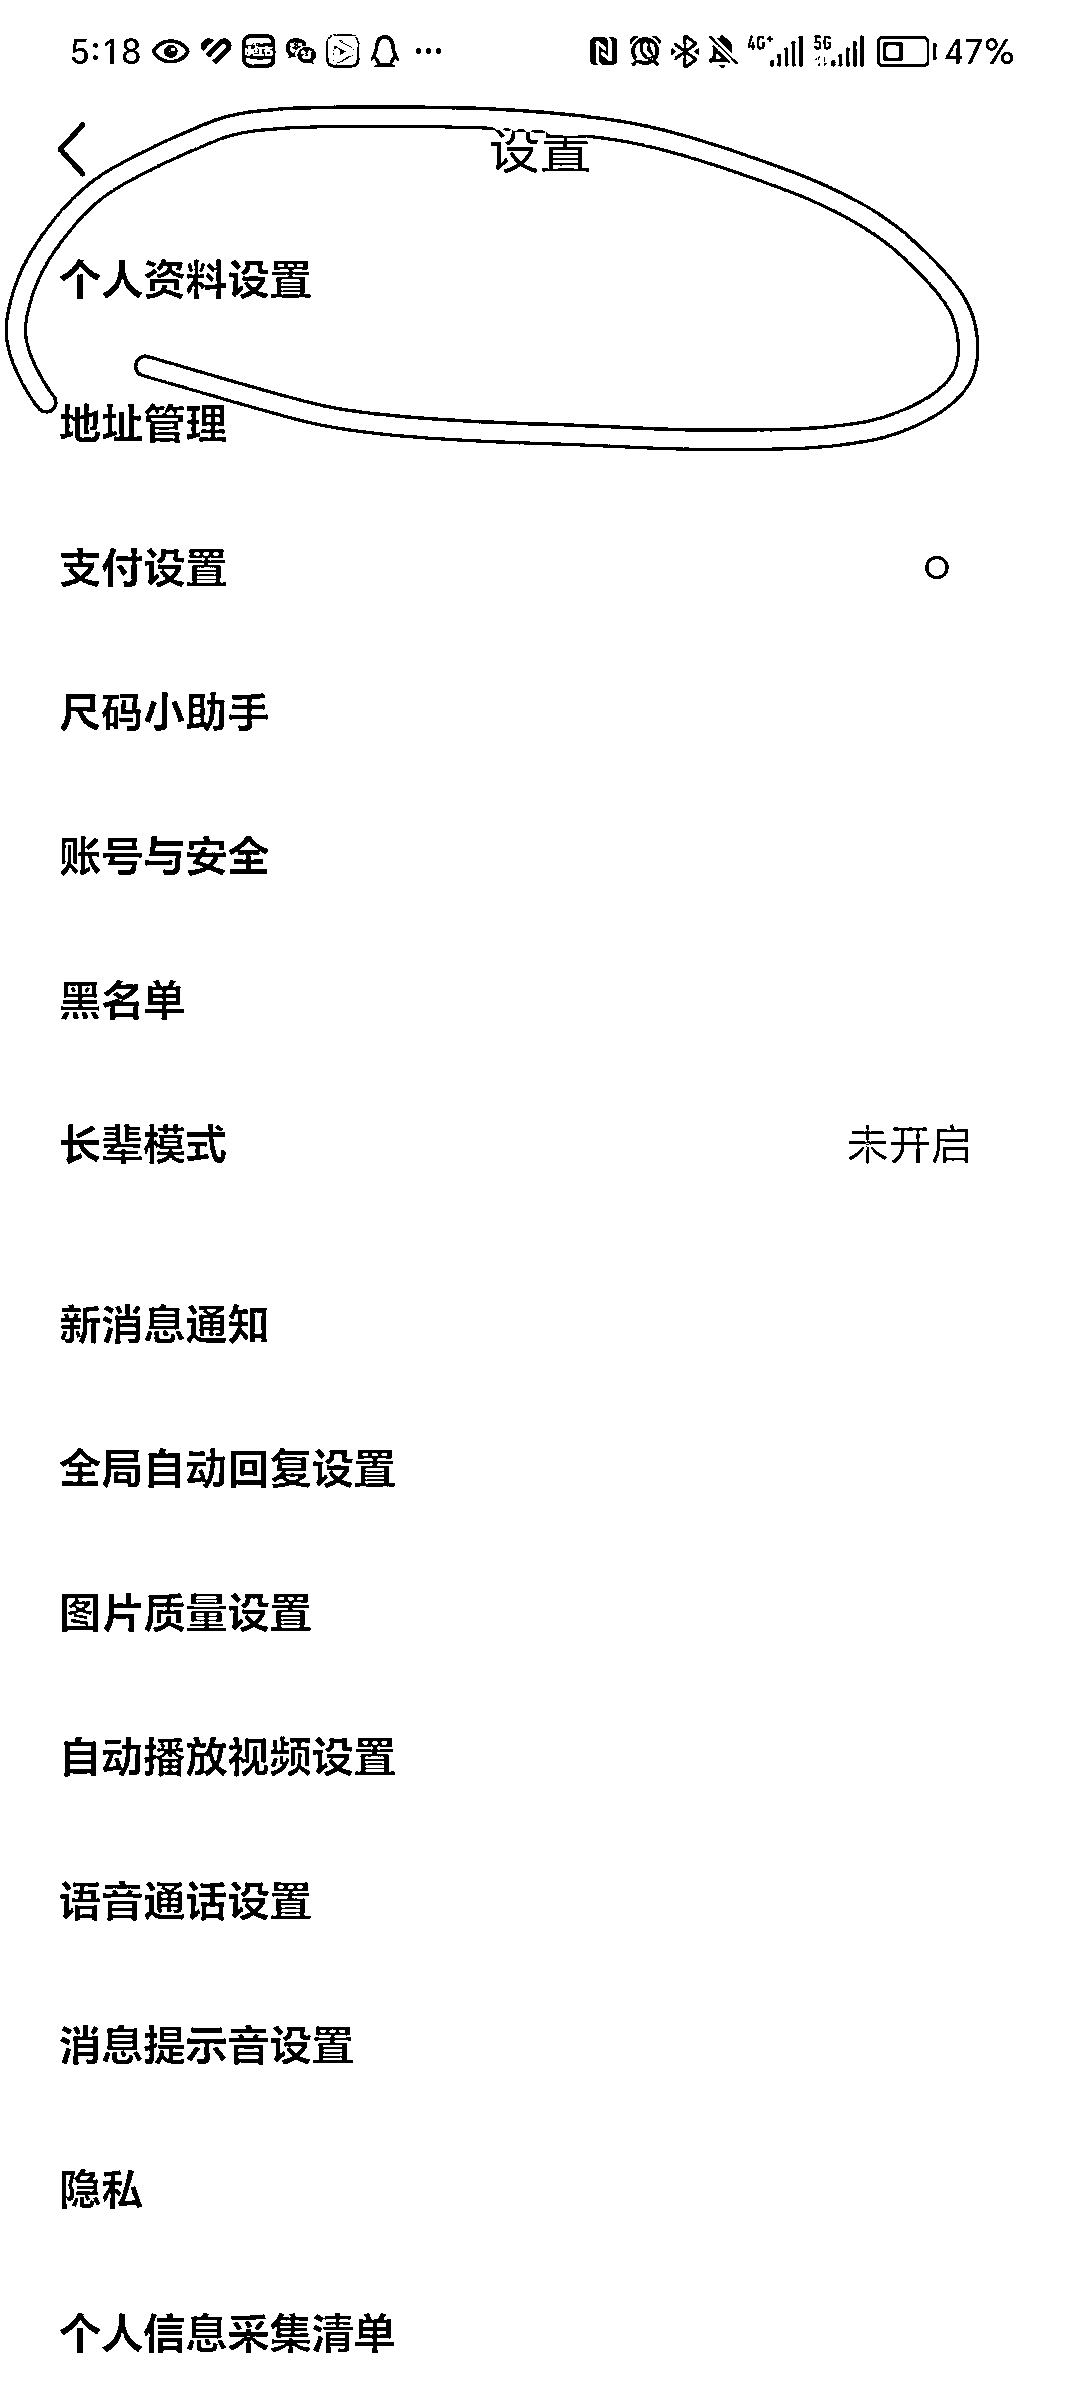 5:18 4G+ 5G 47%
设置
个人资料设置
地址管理
支付设置
尺码小助手
账号与安全
黑名单
长辈模式 未开启
新消息通知
全局自动回复设置
图片质量设置
自动播放视频设置
语音通话设置
消息提示音设置
隐私
个人信息采集清单